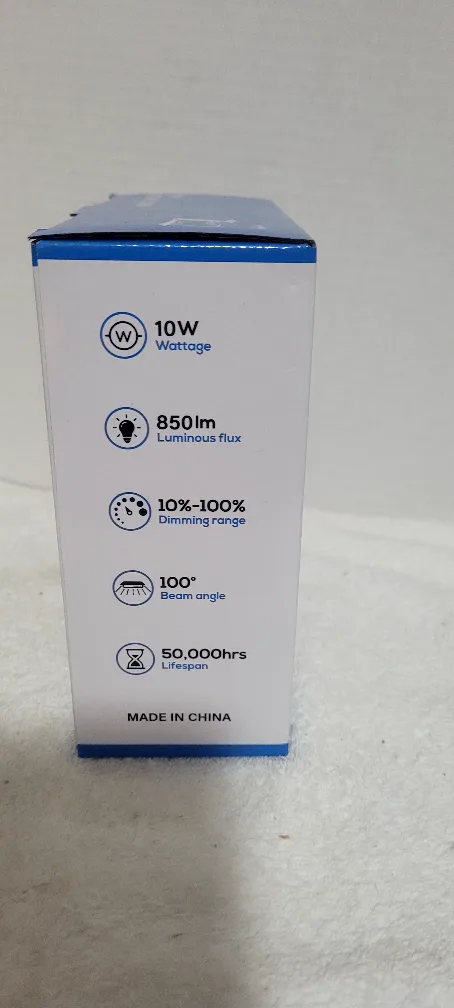 W
10W
Wattage
850lm
Luminous flux
10%-100%
Dimming range
100°
Beam angle
50,000hrs
Lifespan
MADE IN CHINA